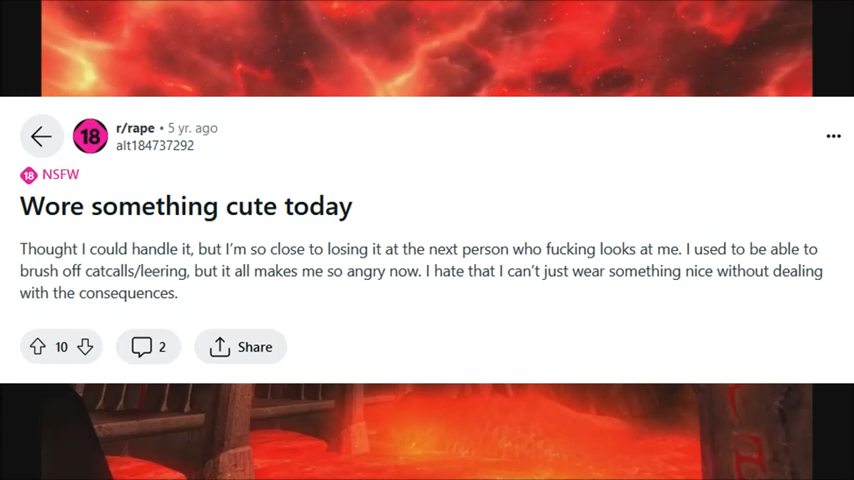 r/rape • 5 yr. ago
18
alt184737292
18 NSFW
Wore something cute today
Thought I could handle it, but I'm so close to losing it at the next person who fucking looks at me. I used to be able to
brush off catcalls/leering, but it all makes me so angry now. I hate that I can't just wear something nice without dealing
with the consequences.
10
2
Share